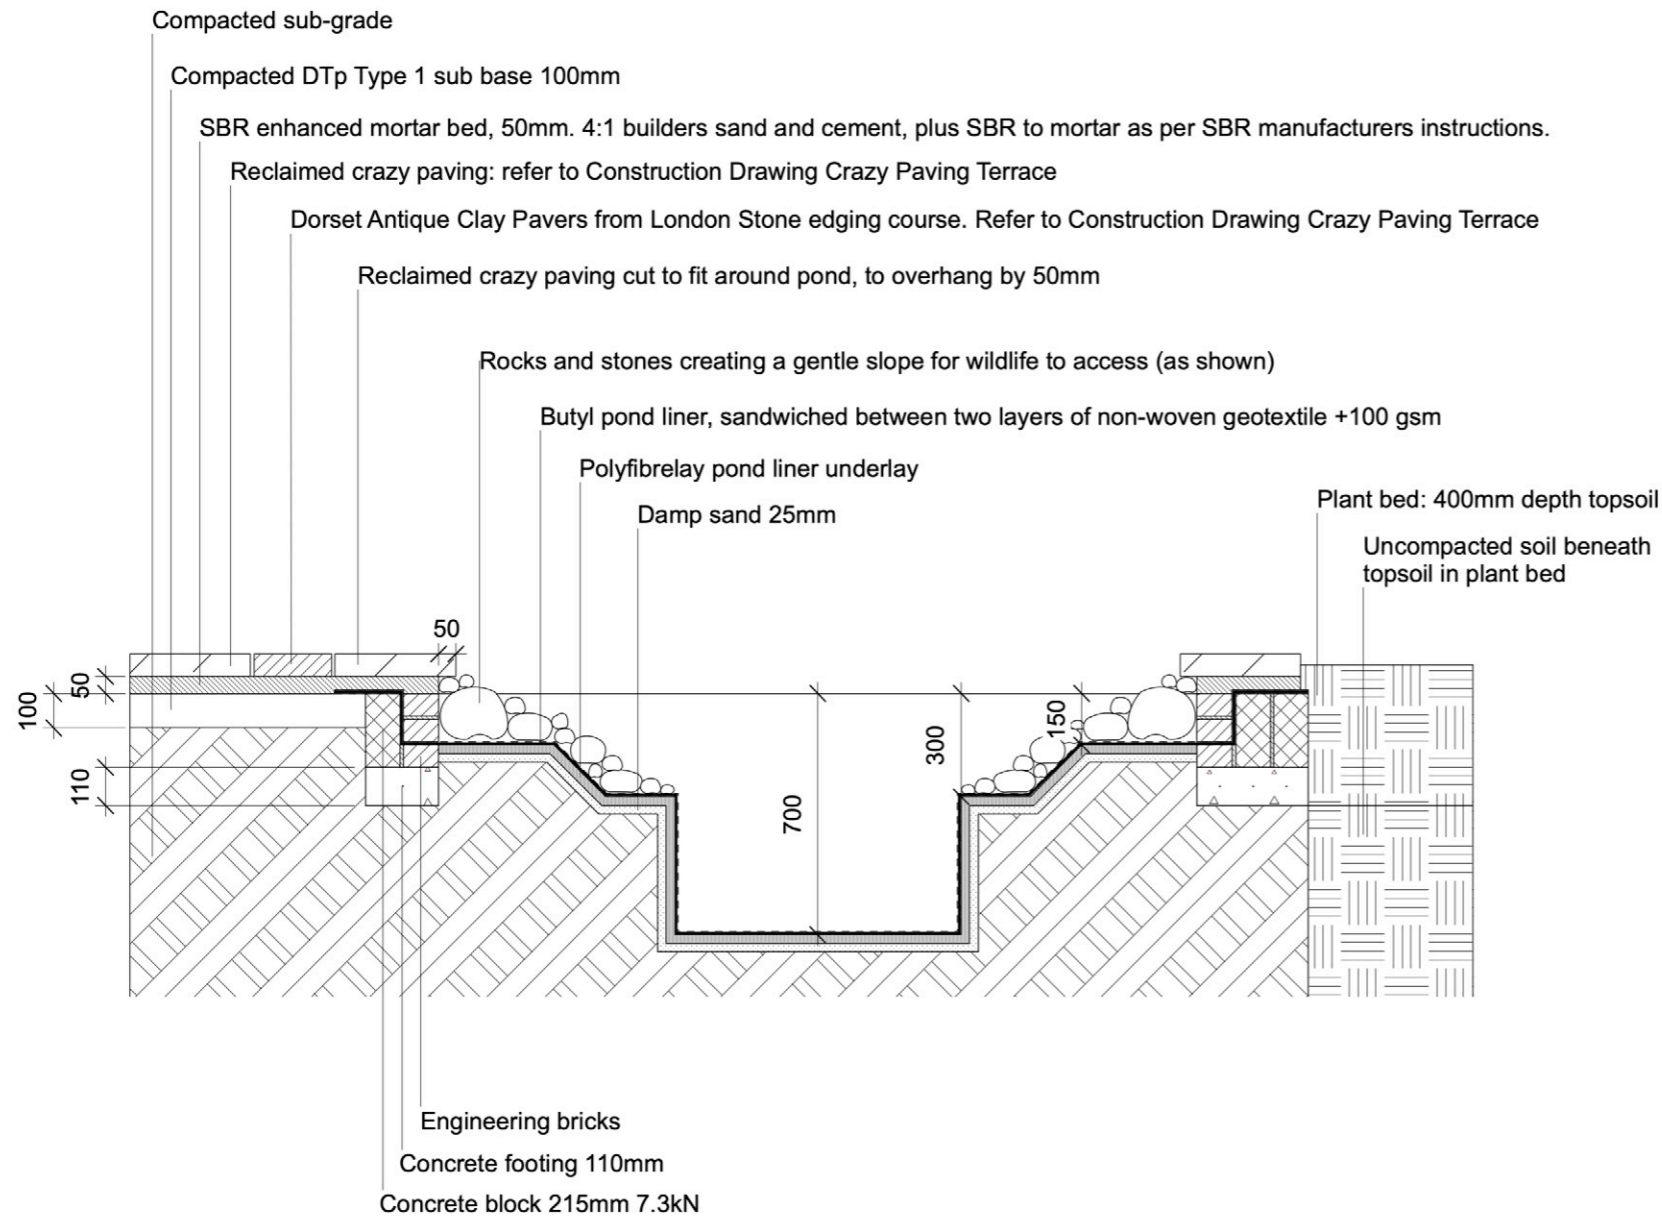 Compacted sub-grade
Compacted DTp Type 1 sub base 100mm
SBR enhanced mortar bed, 50mm. 4:1 builders sand and cement, plus SBR to mortar as per SBR manufacturers instructions.
Reclaimed crazy paving: refer to Construction Drawing Crazy Paving Terrace
Dorset Antique Clay Pavers from London Stone edging course. Refer to Construction Drawing Crazy Paving Terrace
Reclaimed crazy paving cut to fit around pond, to overhang by 50mm
Rocks and stones creating a gentle slope for wildlife to access (as shown)
Butyl pond liner, sandwiched between two layers of non-woven geotextile +100 gsm
Polyfibrelay pond liner underlay
Damp sand 25mm
Plant bed: 400mm depth topsoil
Uncompacted soil beneath
topsoil in plant bed
50
50
100
110
700
300
150
Engineering bricks
Concrete footing 110mm
Concrete block 215mm 7.3kN